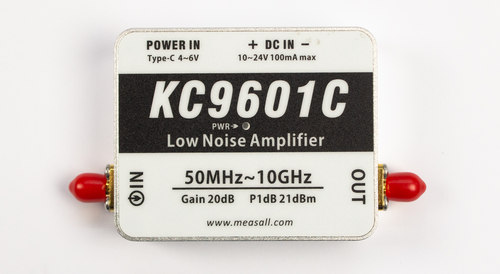 POWER IN + DC IN -
Type-C 4~6V 10~24V 100mA max
KC9601C
PWR
Low Noise Amplifier
IN
50MHz~10GHz
OUT
Gain 20dB P1dB 21dBm
www.measall.com